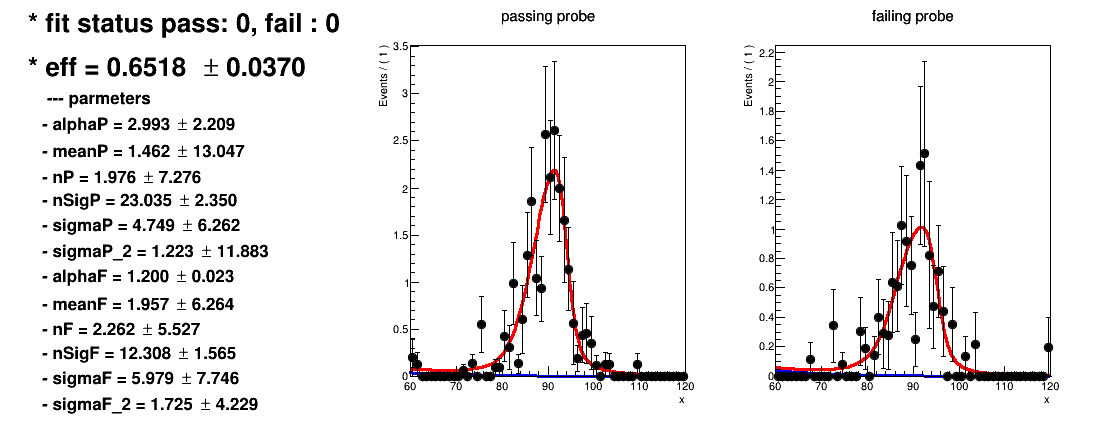 * fit status pass: 0, fail : 0
* eff = 0.6518 ± 0.0370
--- parmeters
- alphaP = 2.993 ± 2.209
- meanP = 1.462 ± 13.047
- nP = 1.976 ± 7.276
- nSigP = 23.035 ± 2.350
- sigmaP = 4.749 ± 6.262
- sigmaP_2 = 1.223 ± 11.883
- alphaF = 1.200 ± 0.023
- meanF = 1.957 ± 6.264
- nF = 2.262 ± 5.527
- nSigF = 12.308 ± 1.565
- sigmaF = 5.979 ± 7.746
- sigmaF_2 = 1.725 ± 4.229
passing probe
Events / ( 1 )
3.5
3
2.5
2
1.5
1
0.5
0
60 70 80 90 100 110 120
x
failing probe
Events / ( 1 )
2.2
2
1.8
1.6
1.4
1.2
1
0.8
0.6
0.4
0.2
0
60 70 80 90 100 110 120
x